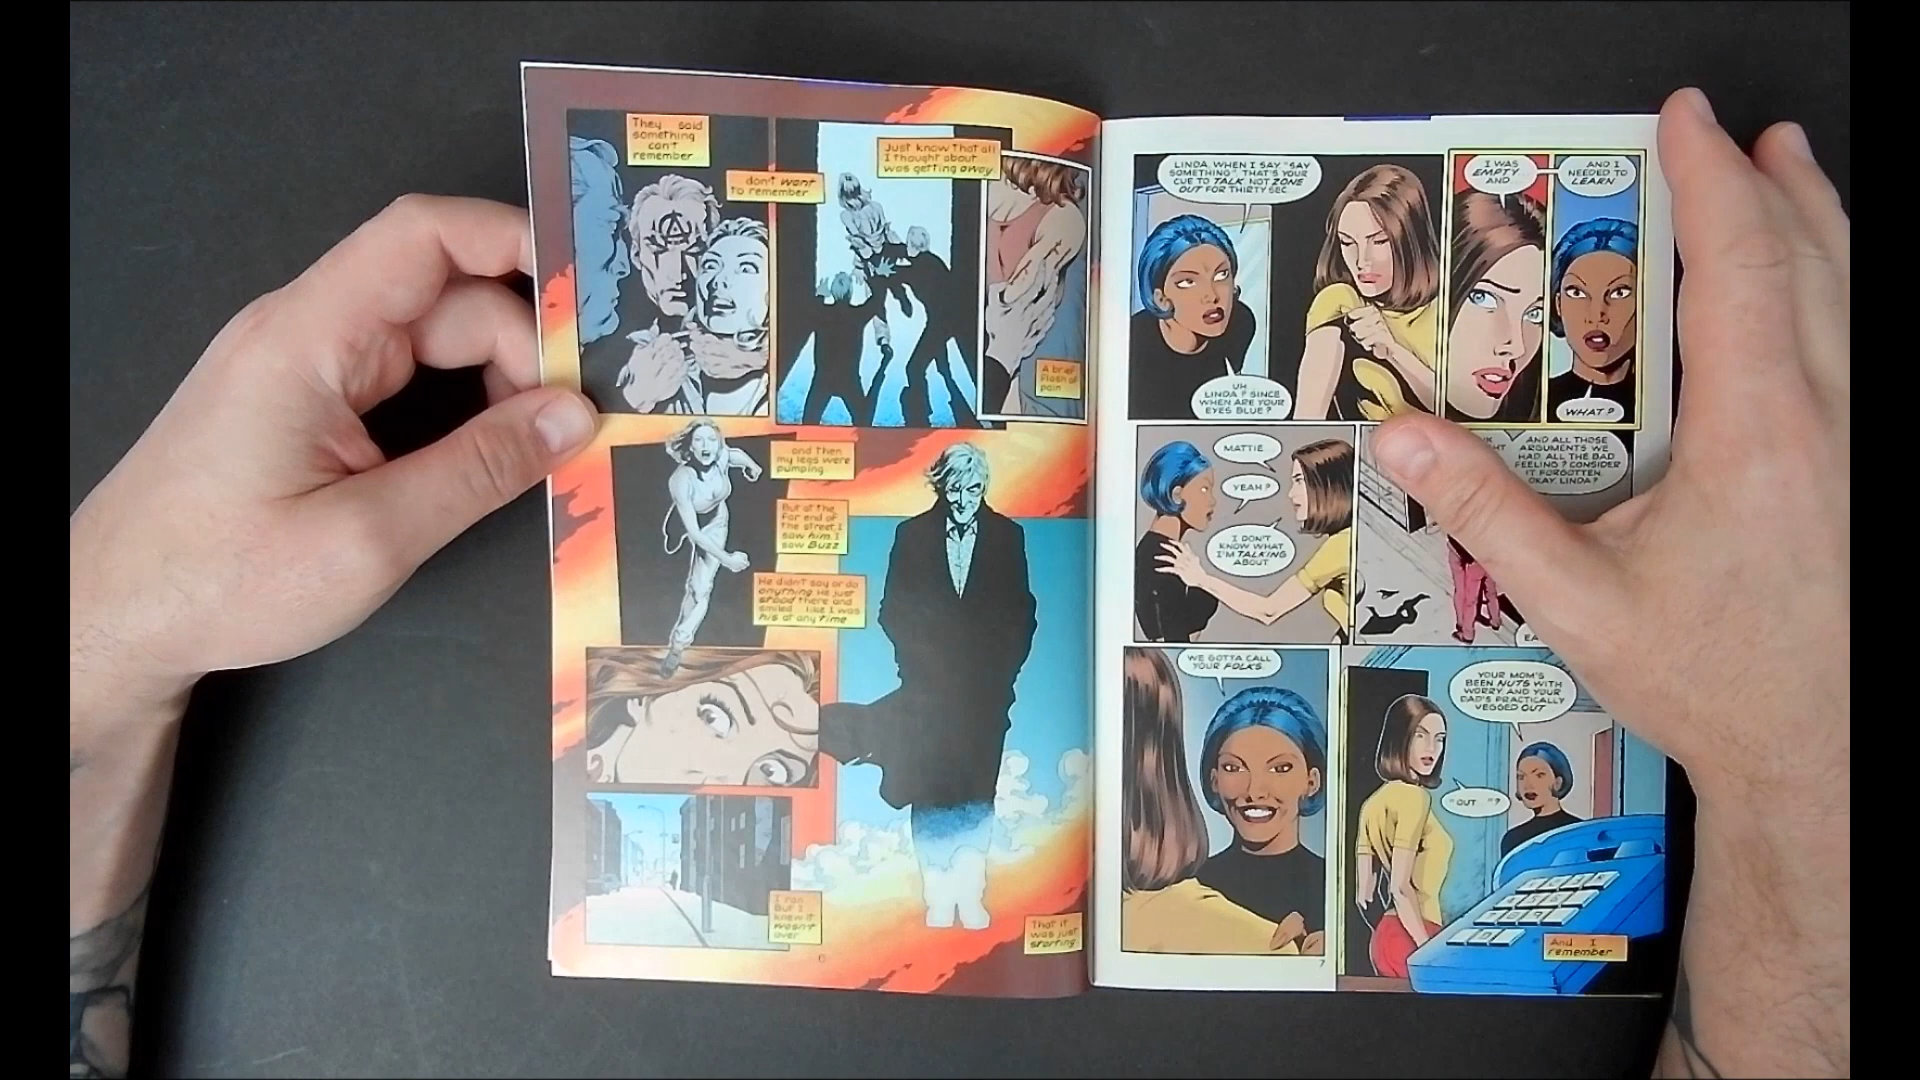 They said
something
can't
remember
don't want
to remember
Just know that all
I thought about
was getting away
A brief
flash of
pain
and then
my legs were
pumping
But at the
far end of
the street, I
saw him. I
saw Buzz
He didn't say or do
anything. He just
stood there and
smiled like I was
his at any time
I ran
But I
knew it
wasn't
over
That it
was just
starting
6
LINDA, WHEN I SAY "SAY
SOMETHING", THAT'S YOUR
CUE TO TALK NOT ZONE
OUT FOR THIRTY SEC
UH
LINDA? SINCE
WHEN ARE YOUR
EYES BLUE?
I WAS
EMPTY
AND
AND I
NEEDED TO
LEARN
WHAT?
MATTIE
YEAH?
I DON'T
KNOW WHAT
I'M TALKING
ABOUT
AND ALL THOSE
ARGUMENTS WE
HAD, ALL THE BAD
FEELING? CONSIDER
IT FORGOTTEN,
OKAY, LINDA?
WE GOTTA CALL
YOUR FOLKS
YOUR MOM'S
BEEN NUTS WITH
WORRY, AND YOUR
DAD'S PRACTICALLY
VEGGED OUT
"OUT "?
And I
remember
7